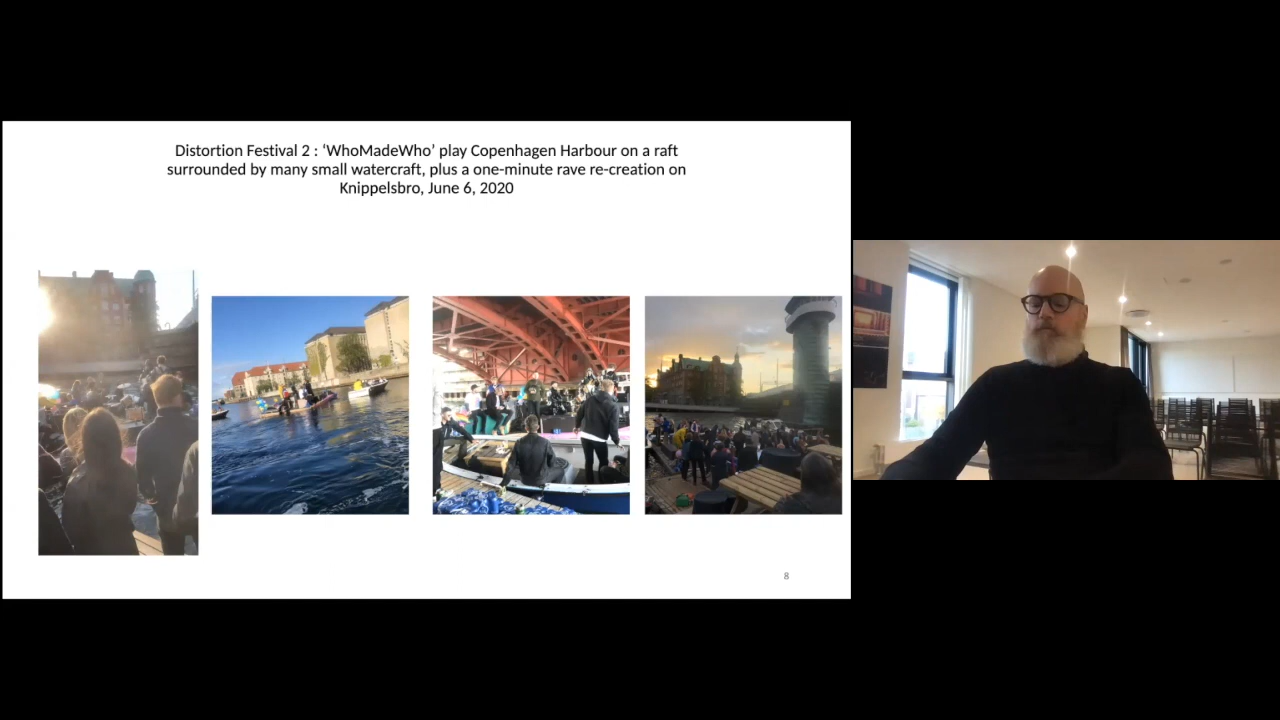 Distortion Festival 2 : ‘WhoMadeWho’ play Copenhagen Harbour on a raft
surrounded by many small watercraft, plus a one-minute rave re-creation on
Knippelsbro, June 6, 2020
8